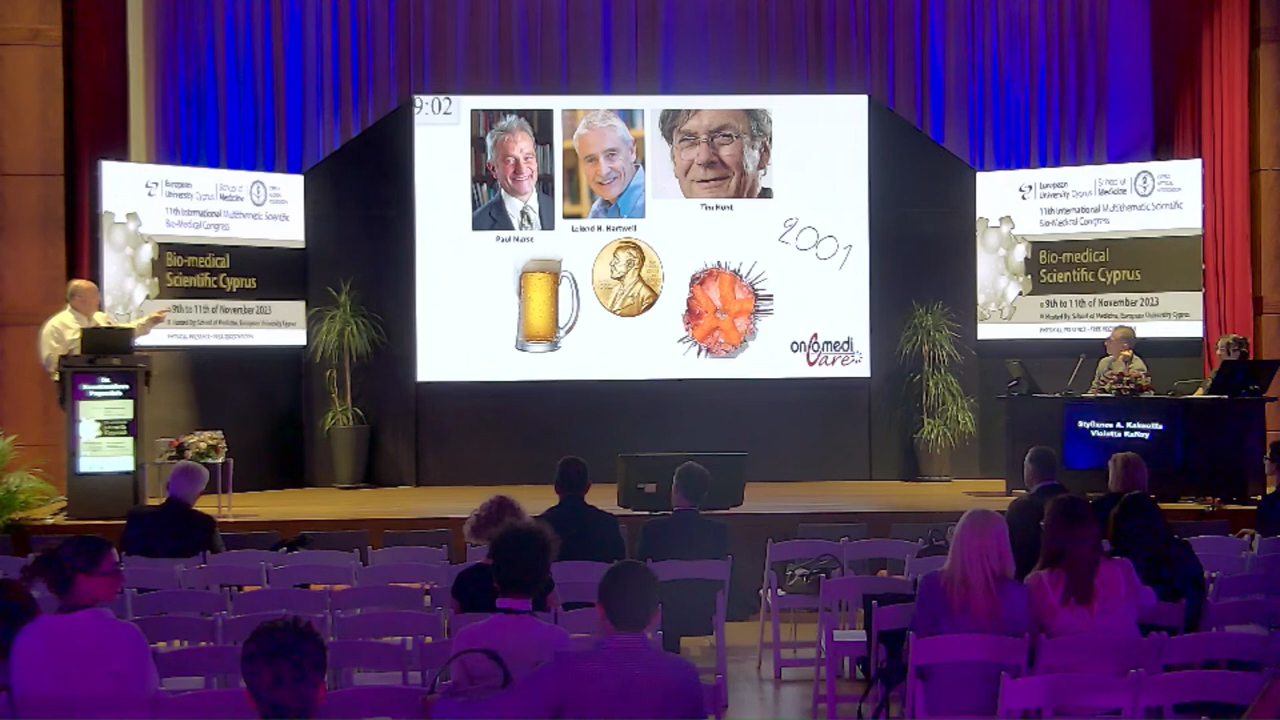 9:02
Paul Nurse
Leland H. Hartwell
Tim Hunt
2001
oncomedi
Care
European
University Cyprus
School of
Medicine
11th International Multithematic Scientific
Bio-Medical Congress
Bio-medical
Scientific Cyprus
9th to 11th of November 2023
Hosted by: School of Medicine, European University Cyprus
European
University Cyprus
School of
Medicine
11th International Multithematic Scientific
Bio-Medical Congress
Bio-medical
Scientific Cyprus
9th to 11th of November 2023
Hosted by: School of Medicine, European University Cyprus
Dr.
Stylianos A. Kakoullis
Violetta